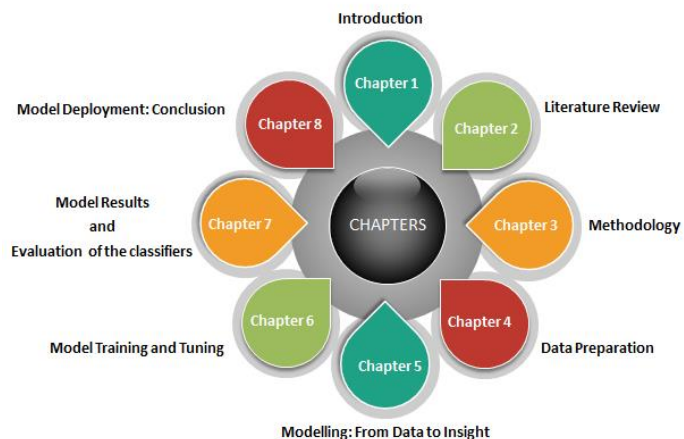 Introduction
Chapter 1
Literature Review
Chapter 2
Methodology
Chapter 3
Data Preparation
Chapter 4
Chapter 5
Modelling: From Data to Insight
Chapter 6
Model Training and Tuning
Chapter 7
Model Results
and
Evaluation of the classifiers
Chapter 8
Model Deployment: Conclusion
CHAPTERS